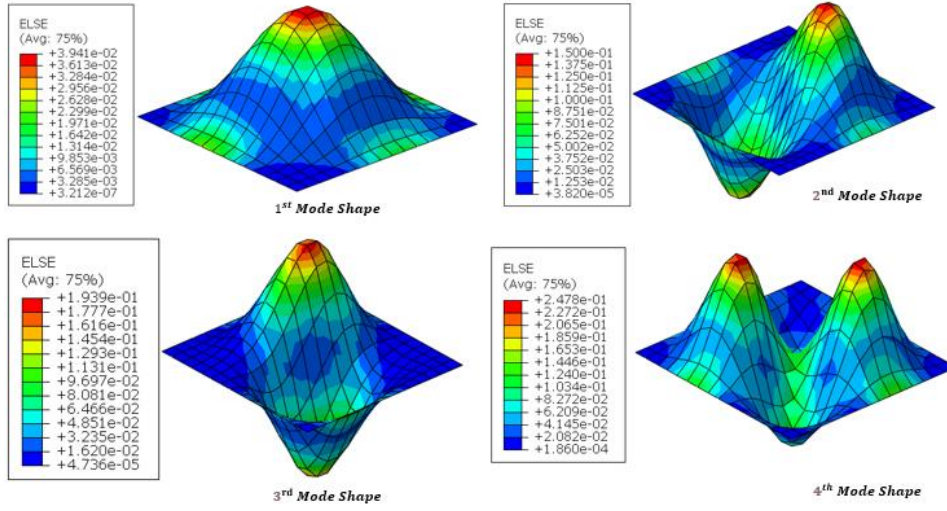 ELSE
(Avg: 75%)
+3.941e-02
+3.613e-02
+3.284e-02
+2.956e-02
+2.628e-02
+2.299e-02
+1.971e-02
+1.642e-02
+1.314e-02
+9.853e-03
+6.569e-03
+3.285e-03
+3.212e-07
1st Mode Shape
ELSE
(Avg: 75%)
+1.500e-01
+1.375e-01
+1.250e-01
+1.125e-01
+1.000e-01
+8.751e-02
+7.501e-02
+6.252e-02
+5.002e-02
+3.752e-02
+2.503e-02
+1.253e-02
+3.820e-05
2nd Mode Shape
ELSE
(Avg: 75%)
+1.939e-01
+1.777e-01
+1.616e-01
+1.454e-01
+1.293e-01
+1.131e-01
+9.697e-02
+8.081e-02
+6.466e-02
+4.851e-02
+3.235e-02
+1.620e-02
+4.736e-05
3rd Mode Shape
ELSE
(Avg: 75%)
+2.478e-01
+2.272e-01
+2.065e-01
+1.859e-01
+1.653e-01
+1.446e-01
+1.240e-01
+1.034e-01
+8.272e-02
+6.209e-02
+4.145e-02
+2.082e-02
+1.860e-04
4th Mode Shape